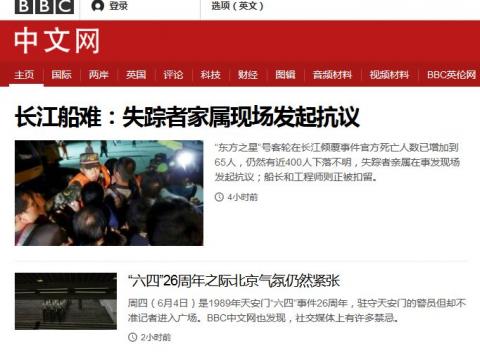 BBC 登录 选项（英文）
中文网
主页 国际 两岸 英国 评论 科技 财经 图辑 音频材料 视频材料 BBC英伦网
长江船难：失踪者家属现场发起抗议
“东方之星”号客轮在长江倾覆事件官方死亡人数已增加到
65人，仍然有近400人下落不明，失踪者亲属在事发现场
发起抗议；船长和工程师则正被扣留。
4小时前
“六四”26周年之际北京气氛仍然紧张
周四（6月4日）是1989年天安门“六四”事件26周年，驻守天安门的警员但却不
准记者进入广场。BBC中文网也发现，社交媒体上有许多禁忌。
2小时前